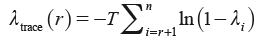 λ_trace (r) = −T∑_{i=r+1}^{n} ln(1−λ_i)